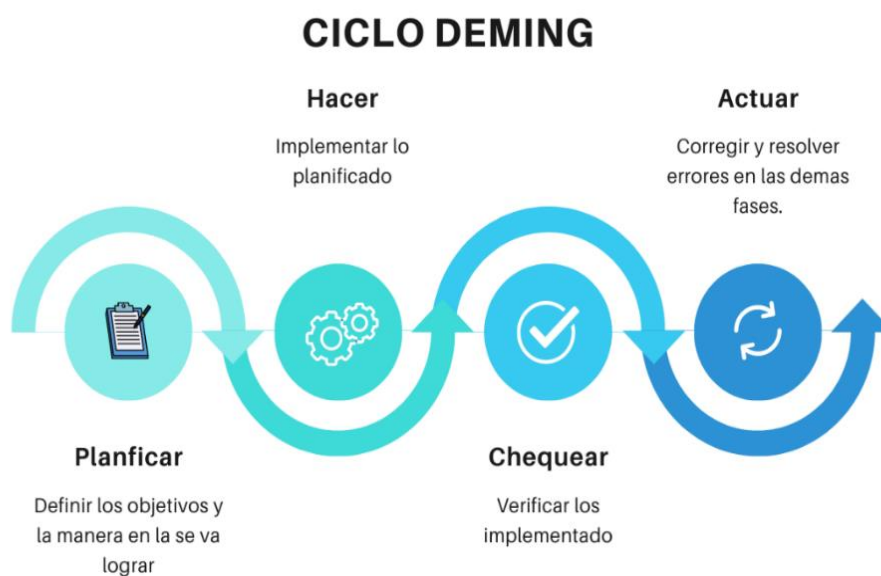 CICLO DEMING
Hacer
Implementar lo
planificado
Actuar
Corregir y resolver
errores en las demas
fases.
Planficar
Definir los objetivos y
la manera en la se va
lograr
Chequear
Verificar los
implementado